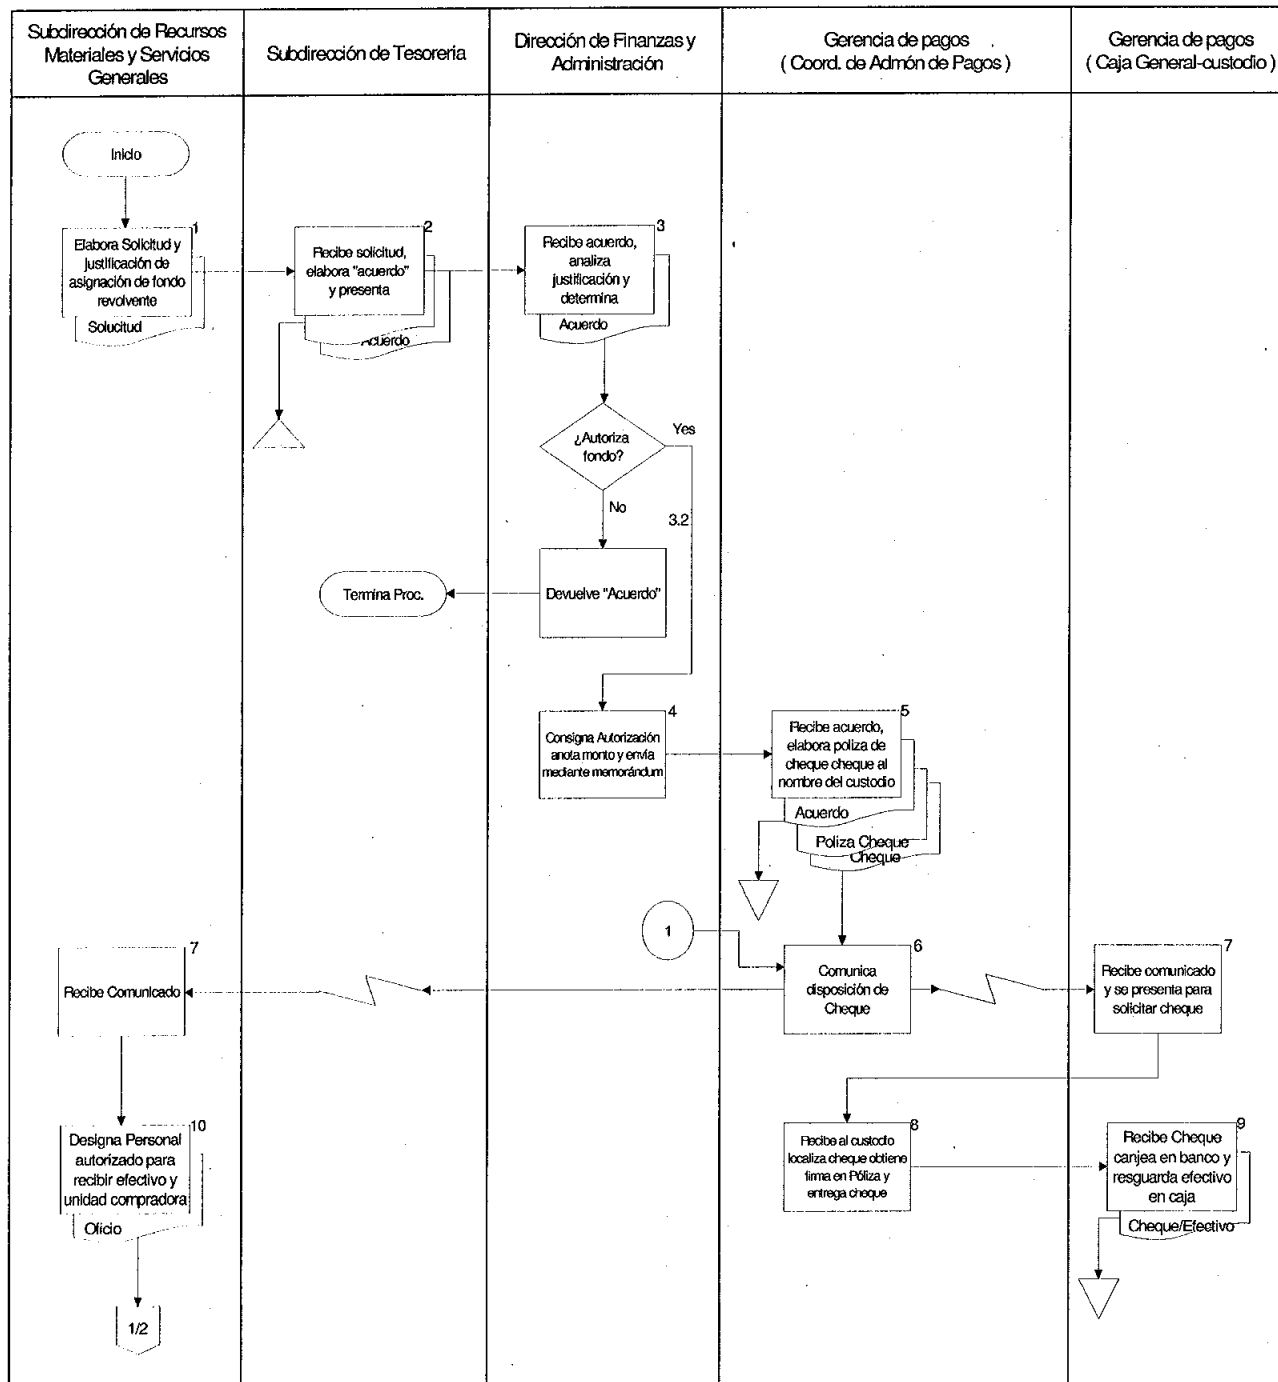 Subdirección de Recursos
Materiales y Servicios
Generales
Subdirección de Tesoreria
Dirección de Finanzas y
Administración
Gerencia de pagos
( Coord. de Admón de Pagos )
Gerencia de pagos
( Caja General-custodio )
Inicio
1
Elabora Solicitud y
justificación de
asignación de fondo
revolvente
Solucitud
2
Recibe solicitud,
elabora "acuerdo"
y presenta
Acuerdo
3
Recibe acuerdo,
analiza
justificación y
determina
Acuerdo
¿Autoriza
fondo?
Yes
No
3.2
Devuelve "Acuerdo"
Termina Proc.
4
Consigna Autorización
anota monto y envía
mediante memorándum
5
Recibe acuerdo,
elabora poliza de
cheque cheque al
nombre del custodio
Acuerdo
Poliza Cheque
Cheque
1
6
Comunica
disposición de
Cheque
7
Recibe Comunicado
7
Recibe comunicado
y se presenta para
solicitar cheque
8
Recibe al custodio
localiza cheque obtiene
firma en Póliza y
entrega cheque
9
Recibe Cheque
canjea en banco y
resguarda efectivo
en caja
Cheque/Efectivo
10
Designa Personal
autorizado para
recibir efectivo y
unidad compradora
Oficio
1/2